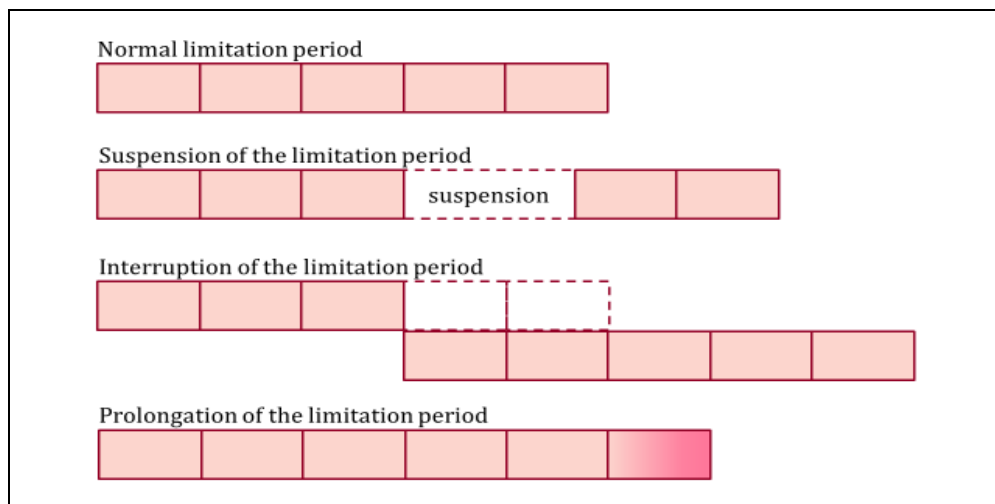 Normal limitation period
Suspension of the limitation period
suspension
Interruption of the limitation period
Prolongation of the limitation period